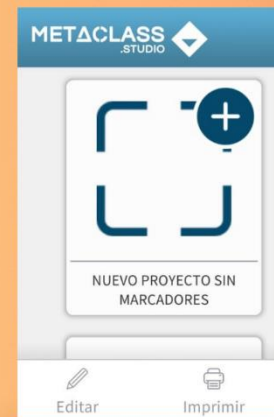 METACLASS
.STUDIO
NUEVO PROYECTO SIN
MARCADORES
Editar
Imprimir